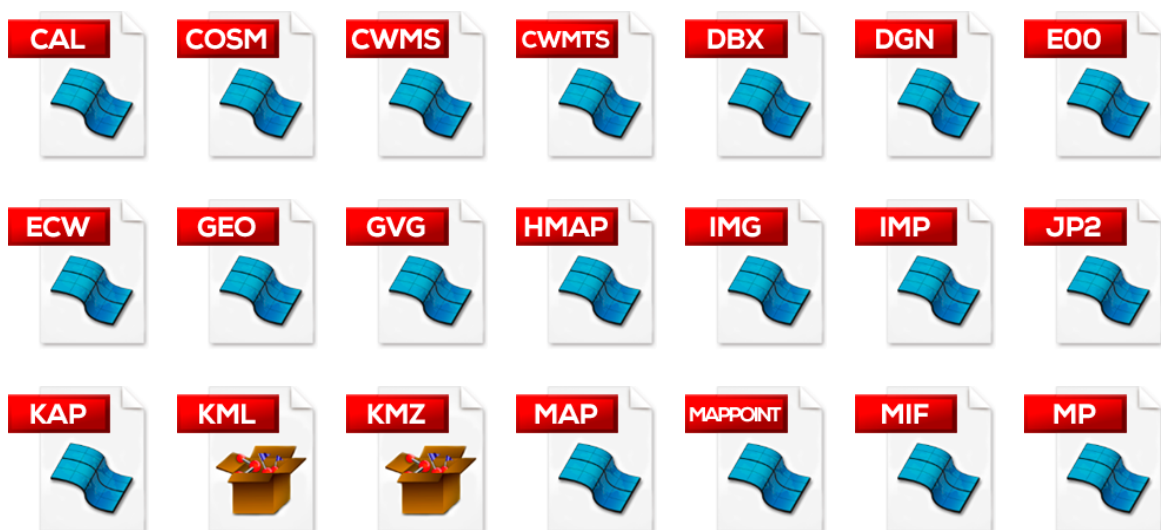 CAL COSM CWMS CWMTS DBX DGN E00
ECW GEO GVG HMAP IMG IMP JP2
KAP KML KMZ MAP MAPPOINT MIF MP